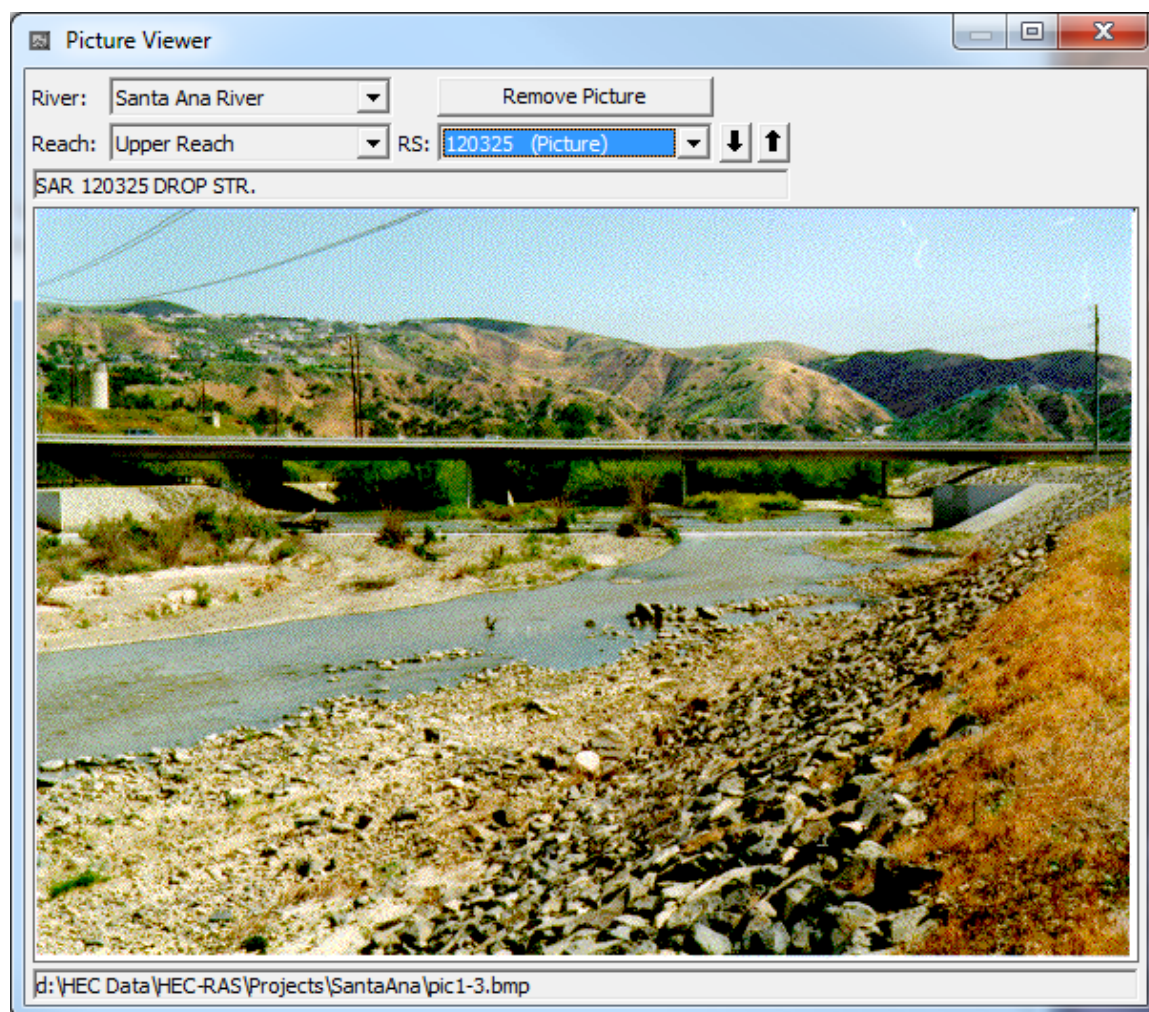 Picture Viewer
River: Santa Ana River Remove Picture
Reach: Upper Reach RS: 120325 (Picture)
SAR 120325 DROP STR.
d:\HEC Data\HEC-RAS\Projects\SantaAna\pic1-3.bmp